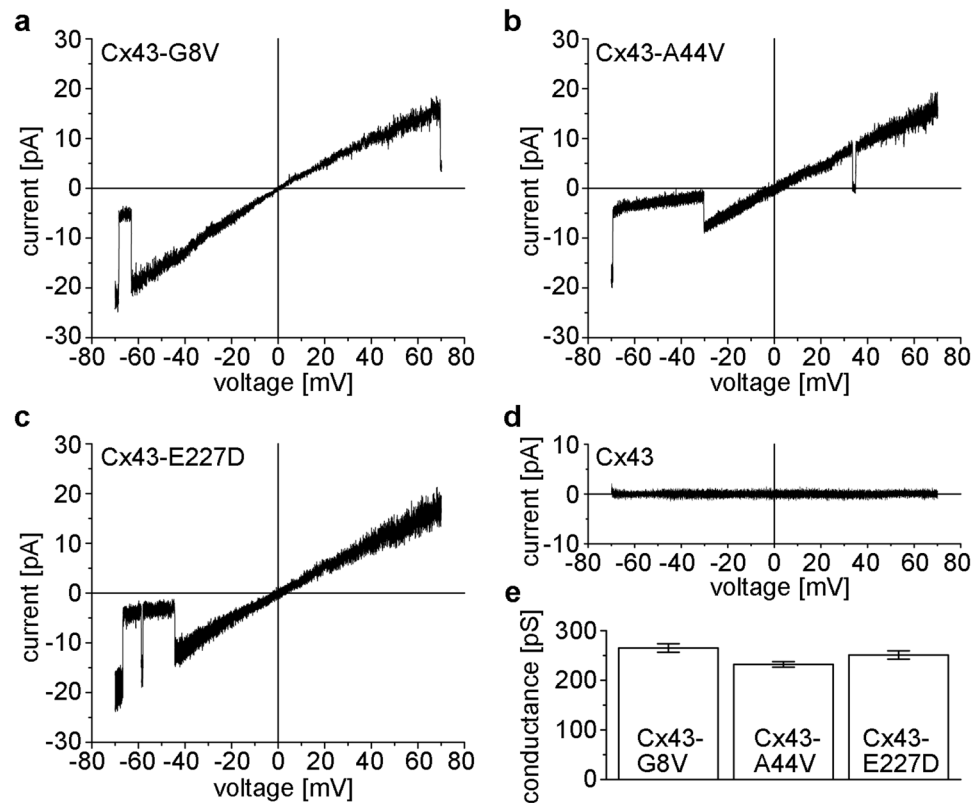 a
Cx43-G8V
30
20
10
0
-10
-20
-30
current [pA]
-80 -60 -40 -20 0 20 40 60 80
voltage [mV]
b
Cx43-A44V
30
20
10
0
-10
-20
-30
current [pA]
-80 -60 -40 -20 0 20 40 60 80
voltage [mV]
c
Cx43-E227D
30
20
10
0
-10
-20
-30
current [pA]
-80 -60 -40 -20 0 20 40 60 80
voltage [mV]
d
Cx43
10
0
-10
current [pA]
-80 -60 -40 -20 0 20 40 60 80
voltage [mV]
e
300
200
100
0
conductance [pS]
Cx43-
G8V
Cx43-
A44V
Cx43-
E227D